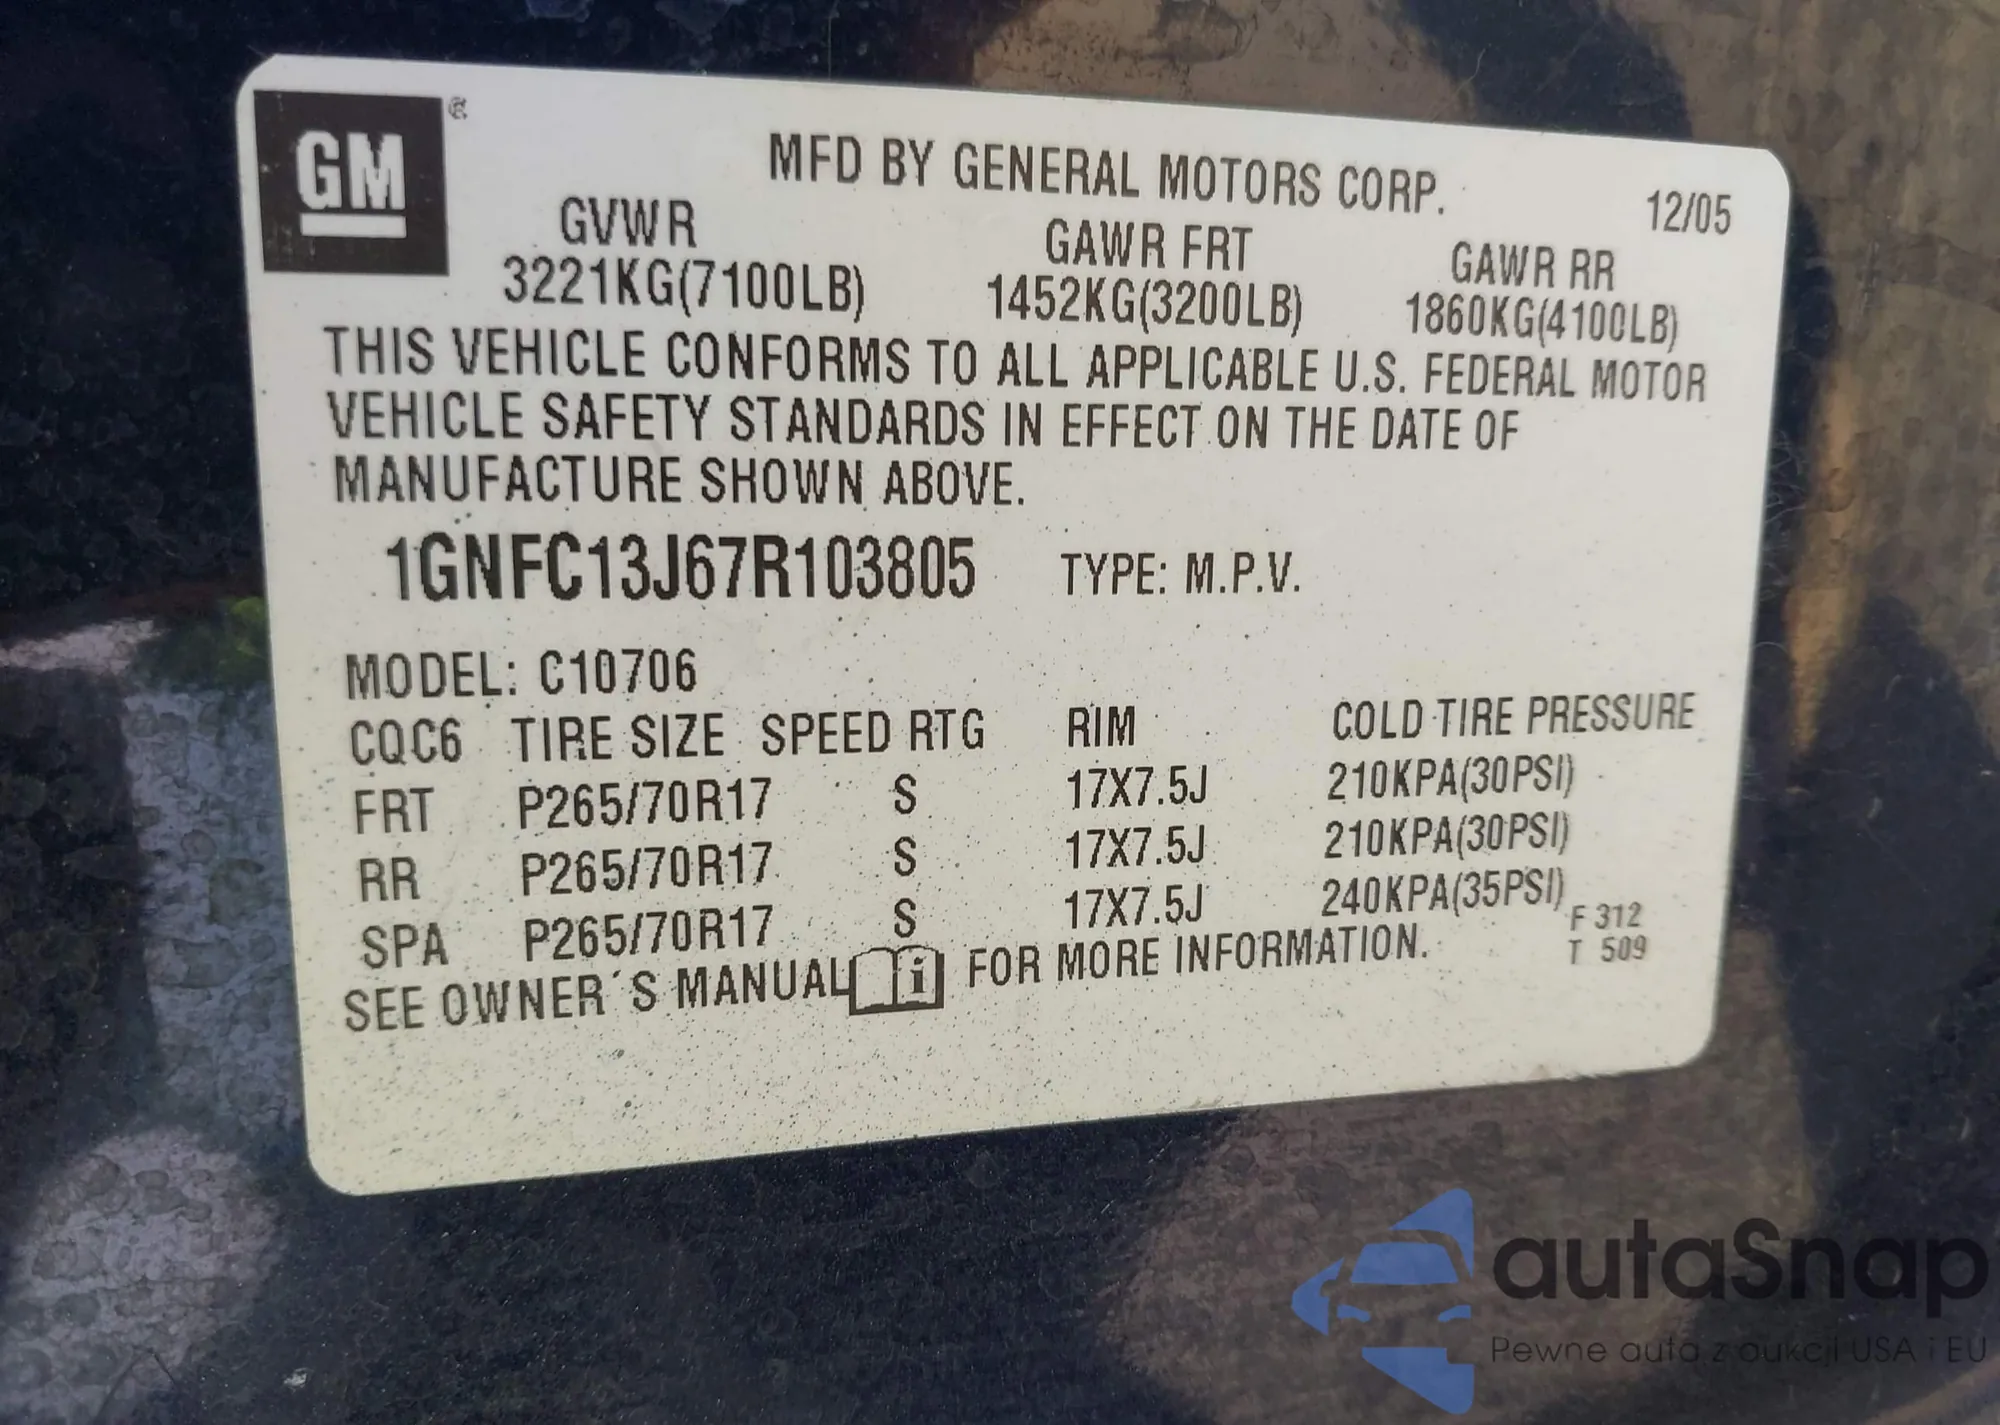 GM
MFD BY GENERAL MOTORS CORP. 12/05
GVWR GAWR FRT GAWR RR
3221KG(7100LB) 1452KG(3200LB) 1860KG(4100LB)
THIS VEHICLE CONFORMS TO ALL APPLICABLE U.S. FEDERAL MOTOR
VEHICLE SAFETY STANDARDS IN EFFECT ON THE DATE OF
MANUFACTURE SHOWN ABOVE.
1GNFC13J67R103805 TYPE: M.P.V.
MODEL: C10706
CQC6 TIRE SIZE SPEED RTG RIM COLD TIRE PRESSURE
FRT P265/70R17 S 17X7.5J 210KPA(30PSI)
RR P265/70R17 S 17X7.5J 210KPA(30PSI)
SPA P265/70R17 S 17X7.5J 240KPA(35PSI)
F 312
T 509
SEE OWNER´S MANUAL i FOR MORE INFORMATION.
autaSnap
Pewne auta z aukcji USA i EU